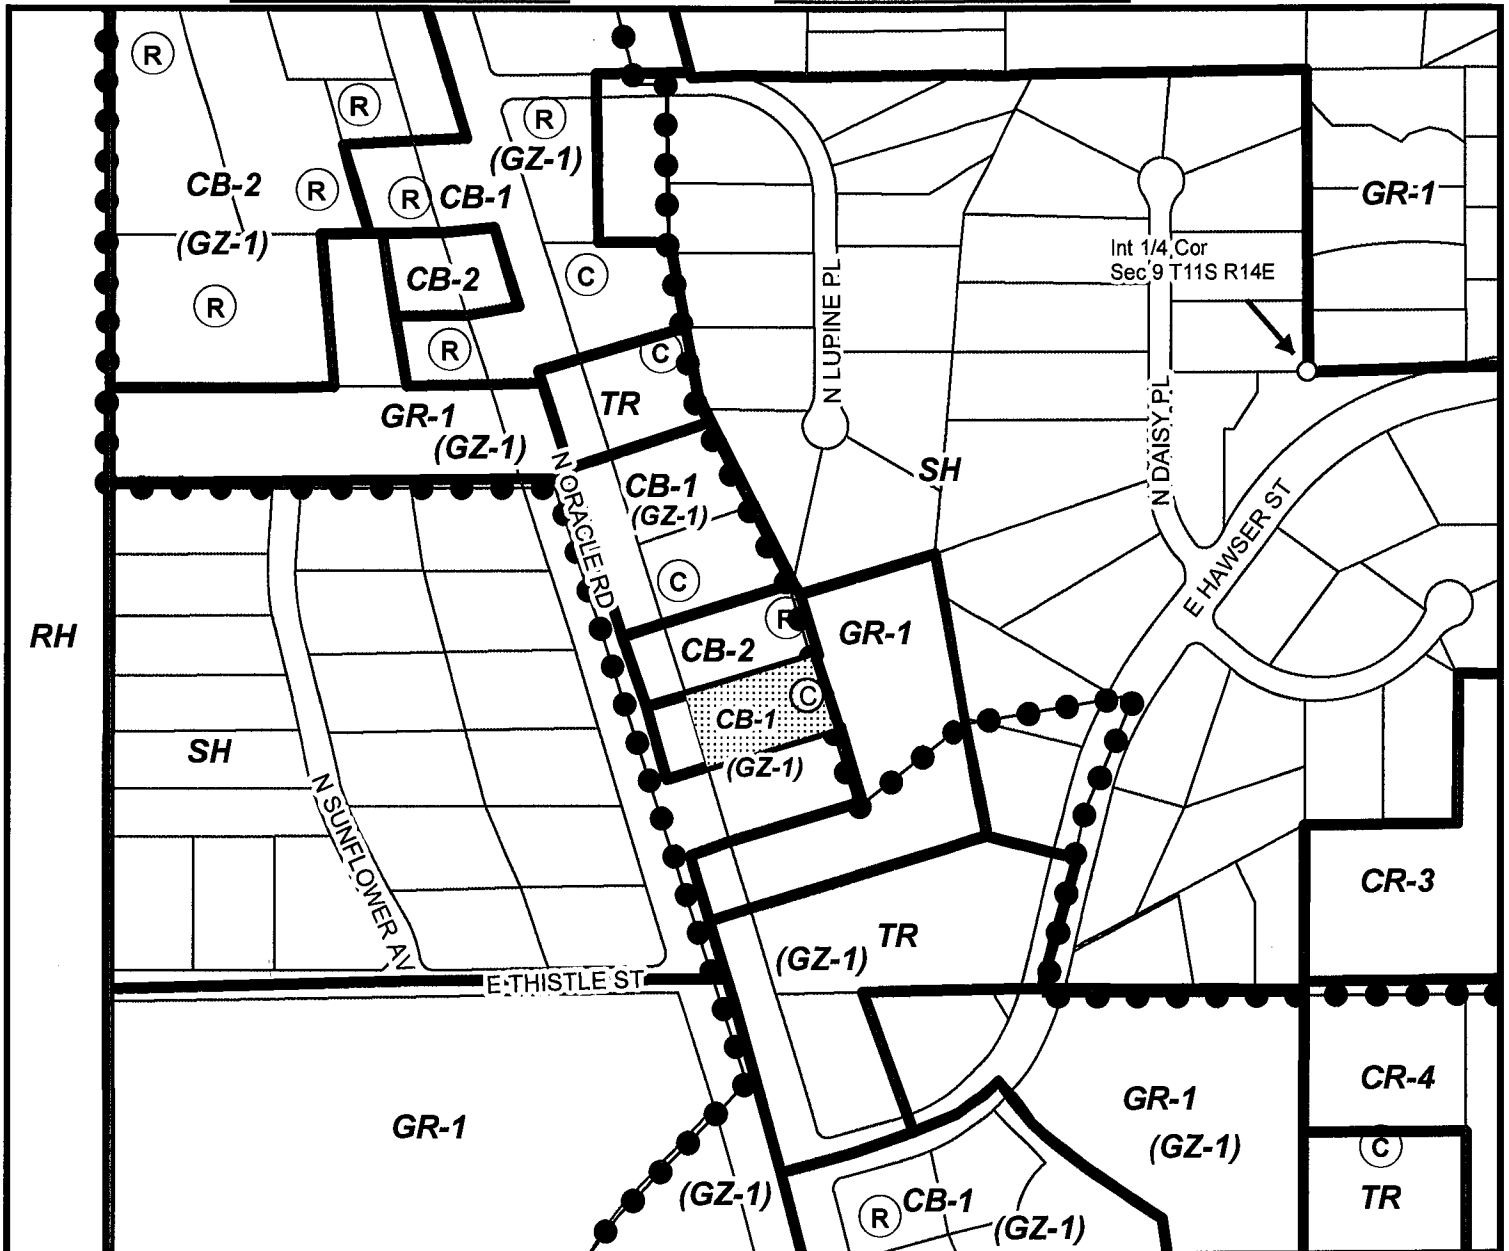 R
R
R
(GZ-1)
CB-2
R
R
CB-1
(GZ-1)
GR-1
Int 1/4 Cor
Sec 9 T11S R14E
CB-2
C
R
R
N LUPINE PL
C
TR
GR-1
(GZ-1)
N DAISY PL
SH
N ORACLE RD
CB-1
(GZ-1)
E HAWSER ST
C
R
RH
GR-1
CB-2
C
CB-1
SH
(GZ-1)
N SUNFLOWER AV
CR-3
TR
(GZ-1)
E THISTLE ST
CR-4
GR-1
GR-1
(GZ-1)
C
(GZ-1)
TR
R
CB-1
(GZ-1)